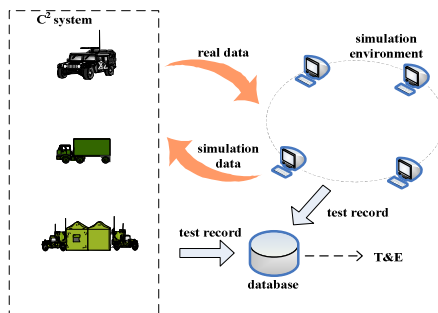 C² system
real data
simulation
environment
simulation
data
test record
test record
database
T&E